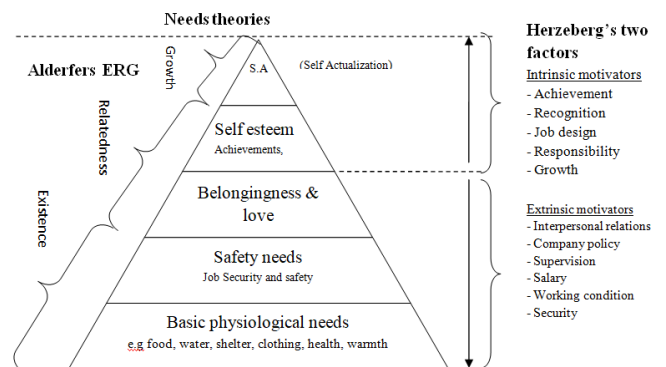 Needs theories
Alderfers ERG
Growth
Relatedness
Existence
S.A
(Self Actualization)
Self esteem
Achievements,
Belongingness &
love
Safety needs
Job Security and safety
Basic physiological needs
e.g food, water, shelter, clothing, health, warmth
Herzeberg's two
factors
Intrinsic motivators
- Achievement
- Recognition
- Job design
- Responsibility
- Growth
Extrinsic motivators
- Interpersonal relations
- Company policy
- Supervision
- Salary
- Working condition
- Security